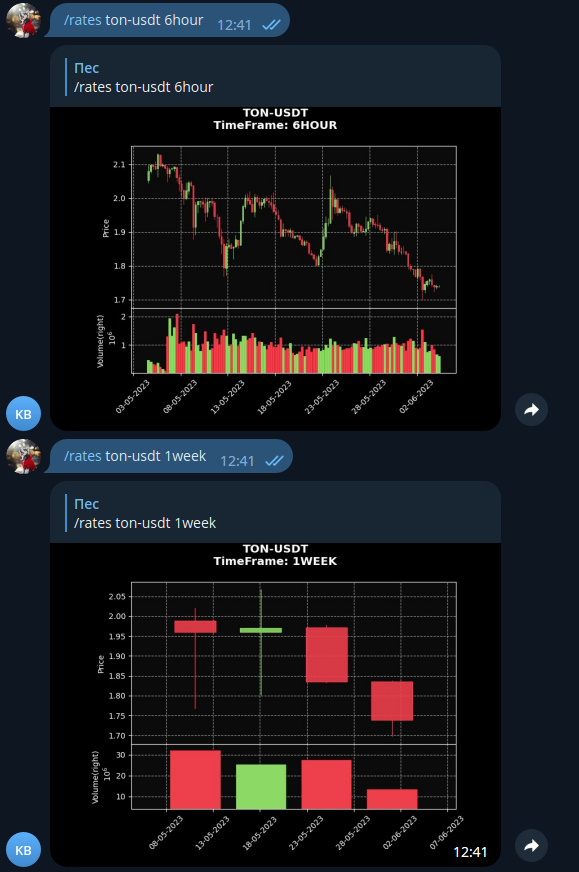 /rates ton-usdt 6hour 12:41
Пес
/rates ton-usdt 6hour
TON-USDT
TimeFrame: 6HOUR
2.1
2.0
1.9
1.8
1.7
Price
2
1
Volume(right)
10⁶
03-05-2023
08-05-2023
13-05-2023
18-05-2023
23-05-2023
28-05-2023
02-06-2023
KB
/rates ton-usdt 1week 12:41
Пес
/rates ton-usdt 1week
TON-USDT
TimeFrame: 1WEEK
2.05
2.00
1.95
1.90
1.85
1.80
1.75
1.70
Price
30
20
10
Volume(right)
10⁶
08-05-2023
13-05-2023
18-05-2023
23-05-2023
28-05-2023
02-06-2023
07-06-2023
KB
12:41